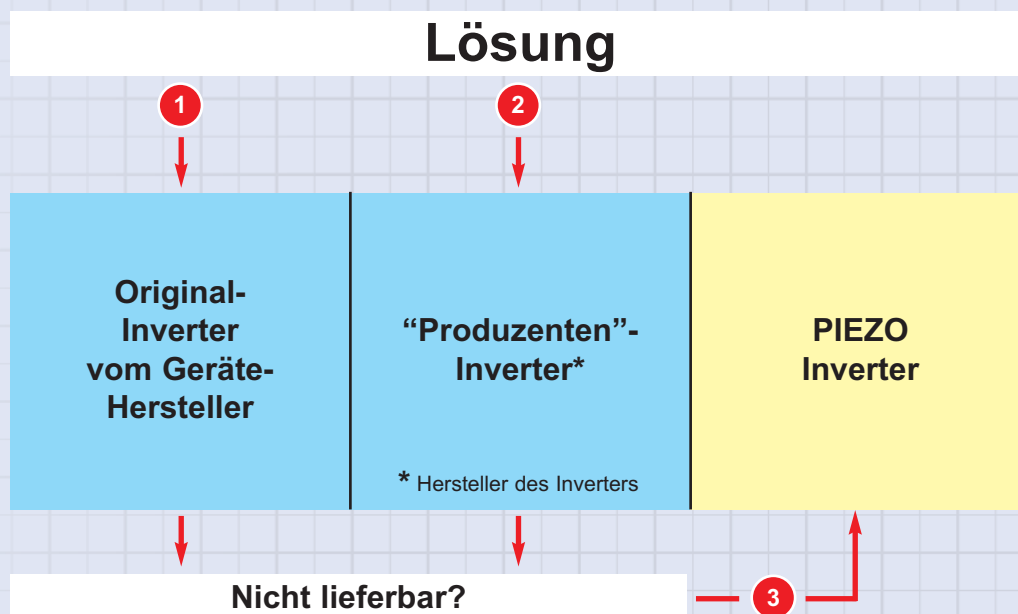 Lösung
1
2
Original-
Inverter
vom Geräte-
Hersteller
“Produzenten”-
Inverter*
* Hersteller des Inverters
PIEZO
Inverter
Nicht lieferbar?
3